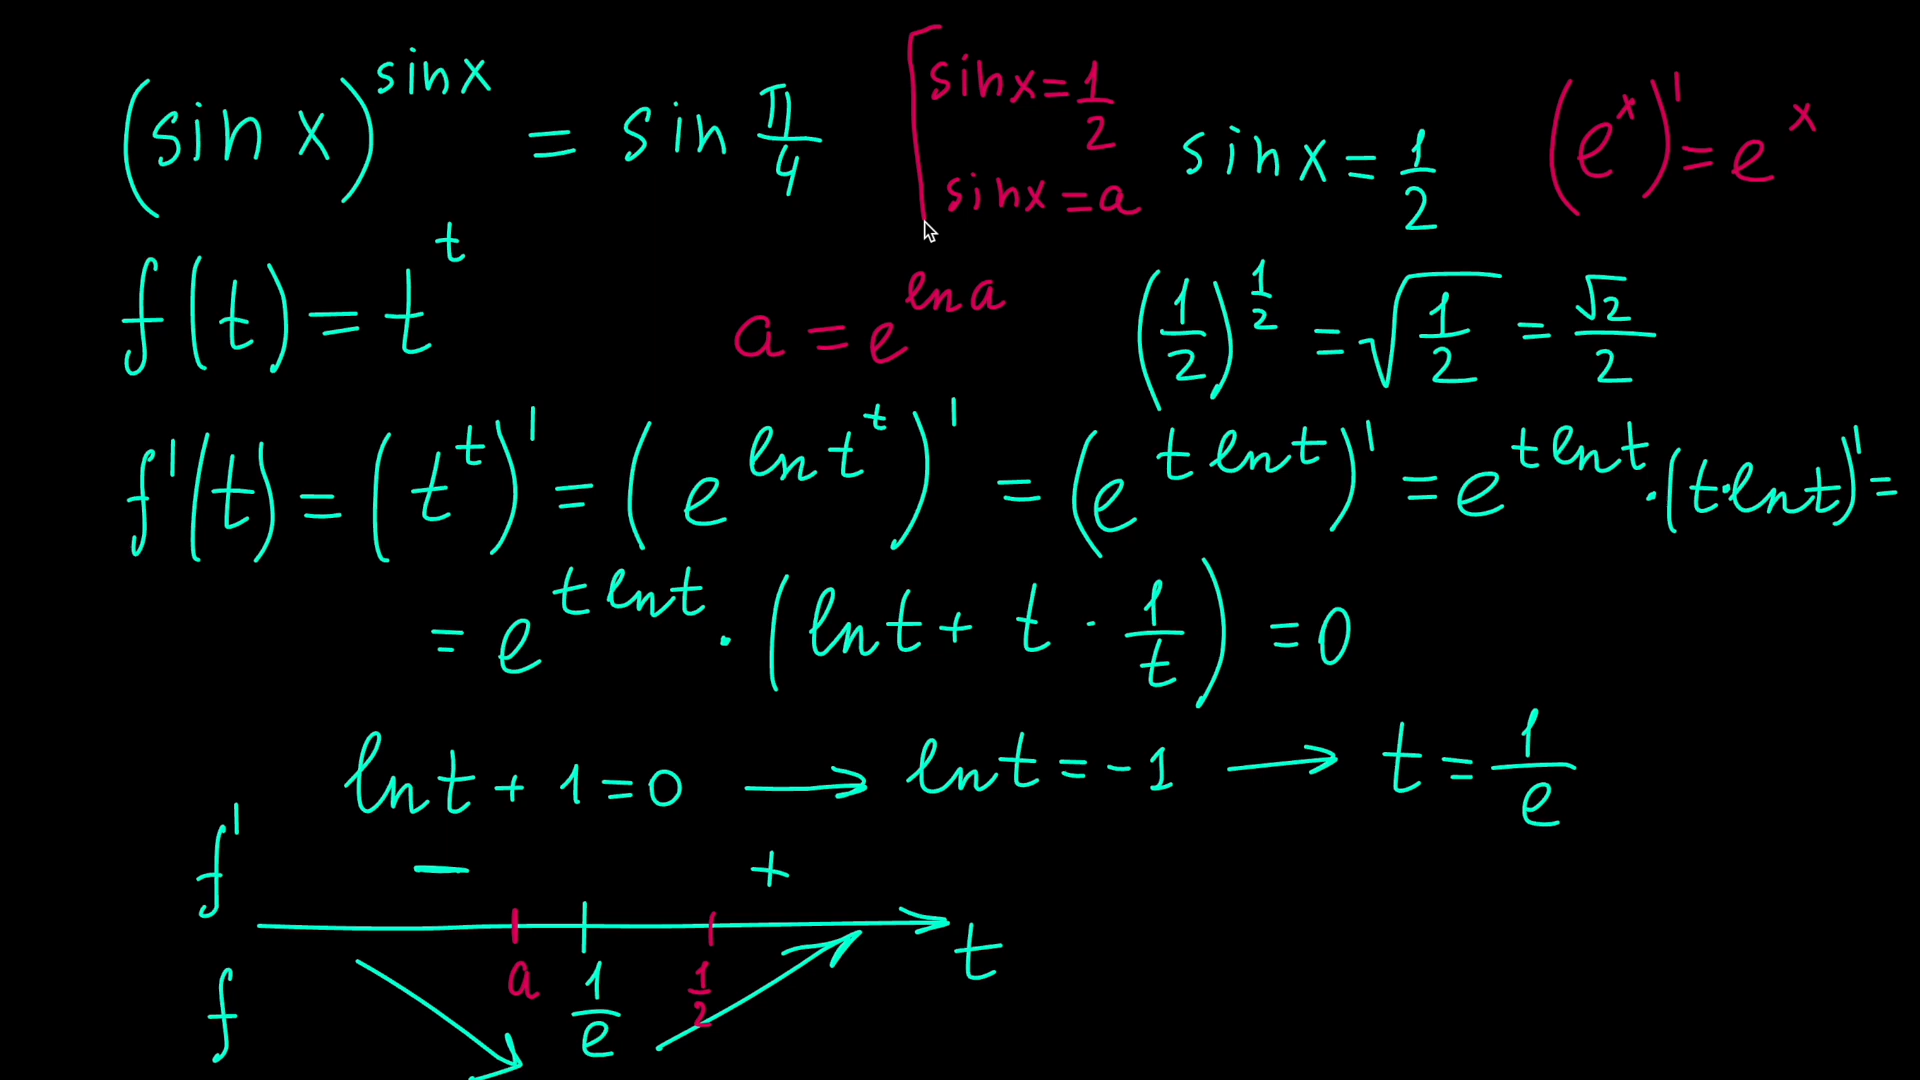 (sin x)^sin x = sin π/4
[ sin x = 1/2
sin x = a
sin x = 1/2
(e^x)' = e^x
f(t) = t^t
a = e^ln a
(1/2)^1/2 = √(1/2) = √2/2
f'(t) = (t^t)' = (e^ln t^t)' = (e^t ln t)' = e^t ln t · (t · ln t)' =
= e^t ln t · (ln t + t · 1/t) = 0
ln t + 1 = 0 → ln t = -1 → t = 1/e
f' - +
a 1/e 1/2 t
f